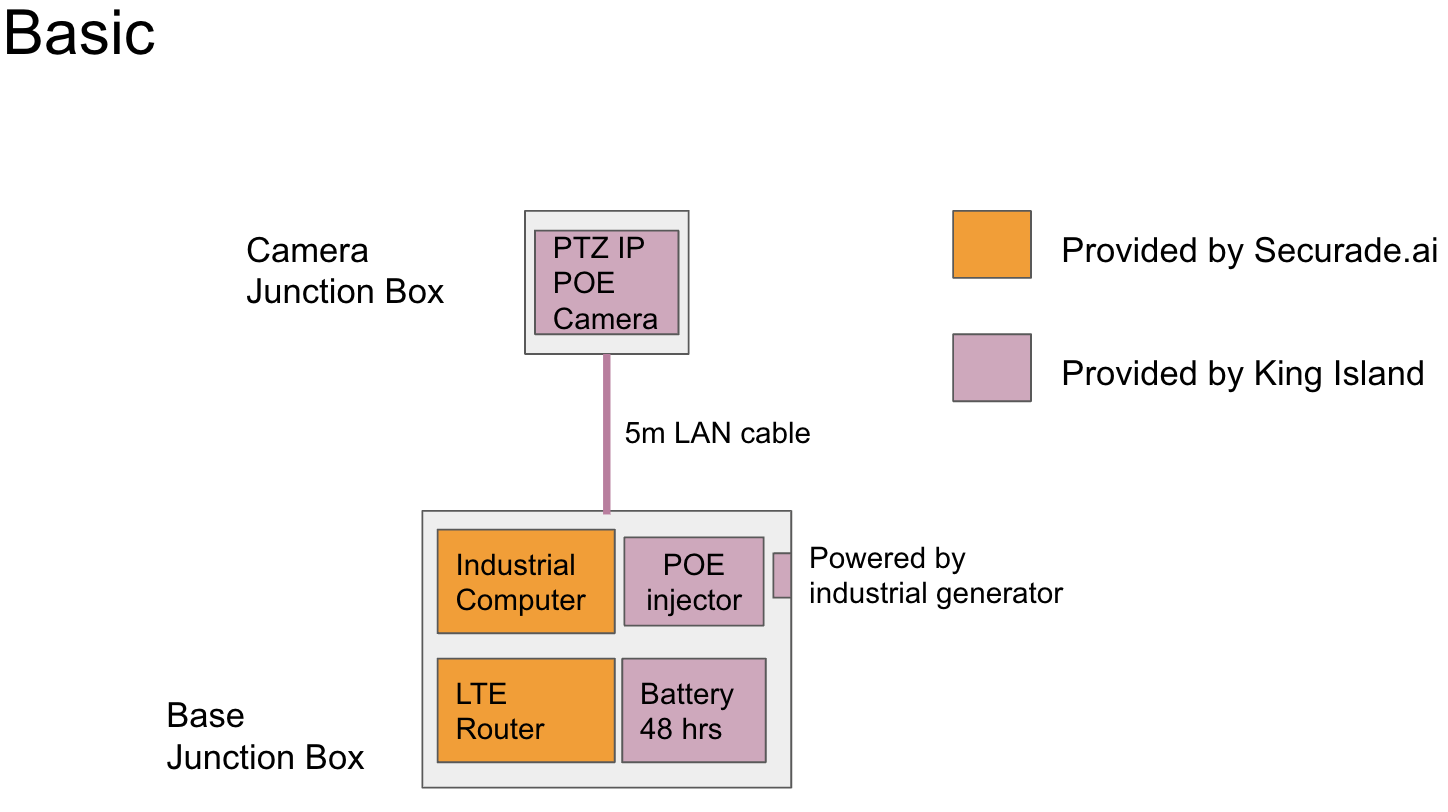 Basic
Camera
Junction Box
PTZ IP
POE
Camera
Provided by Securade.ai
Provided by King Island
5m LAN cable
Industrial
Computer
POE
injector
Powered by
industrial generator
LTE
Router
Battery
48 hrs
Base
Junction Box